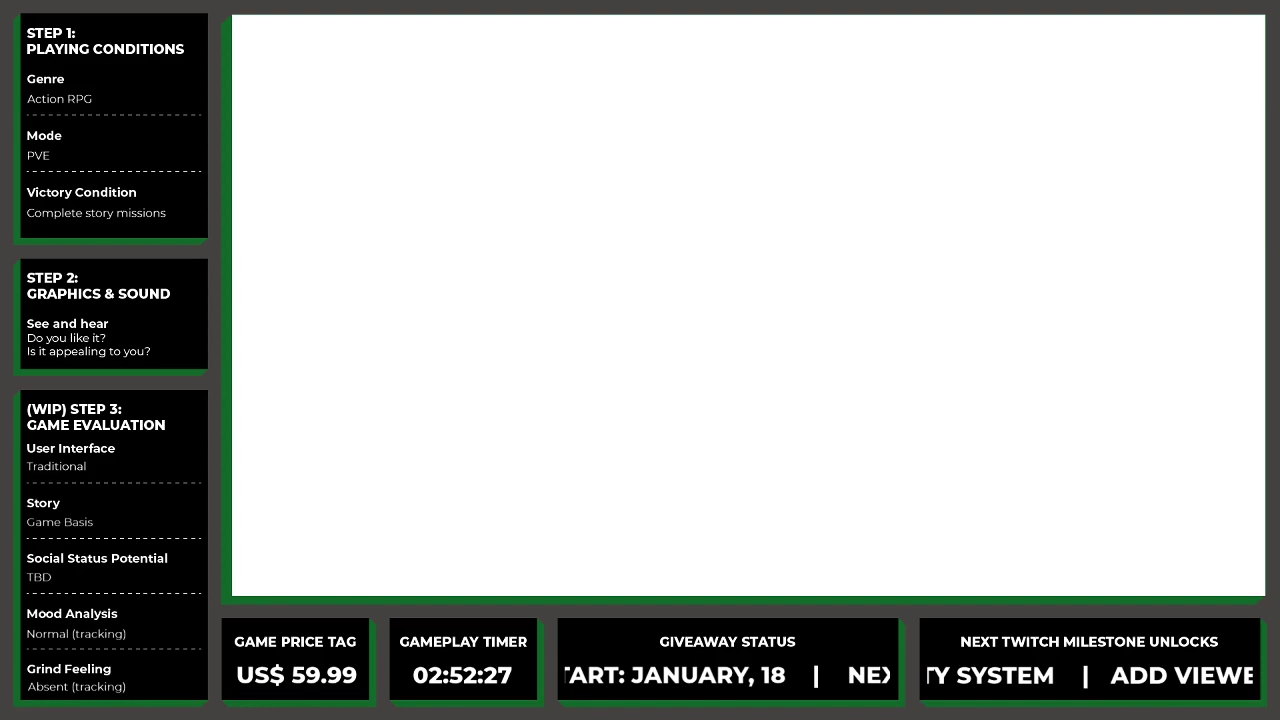 STEP 1:
PLAYING CONDITIONS
Genre
Action RPG
Mode
PVE
Victory Condition
Complete story missions
STEP 2:
GRAPHICS & SOUND
See and hear
Do you like it?
Is it appealing to you?
(WIP) STEP 3:
GAME EVALUATION
User Interface
Traditional
Story
Game Basis
Social Status Potential
TBD
Mood Analysis
Normal (tracking)
Grind Feeling
Absent (tracking)
GAME PRICE TAG
US$ 59.99
GAMEPLAY TIMER
02:52:27
GIVEAWAY STATUS
TART: JANUARY, 18 | NEX
NEXT TWITCH MILESTONE UNLOCKS
TY SYSTEM | ADD VIEWE